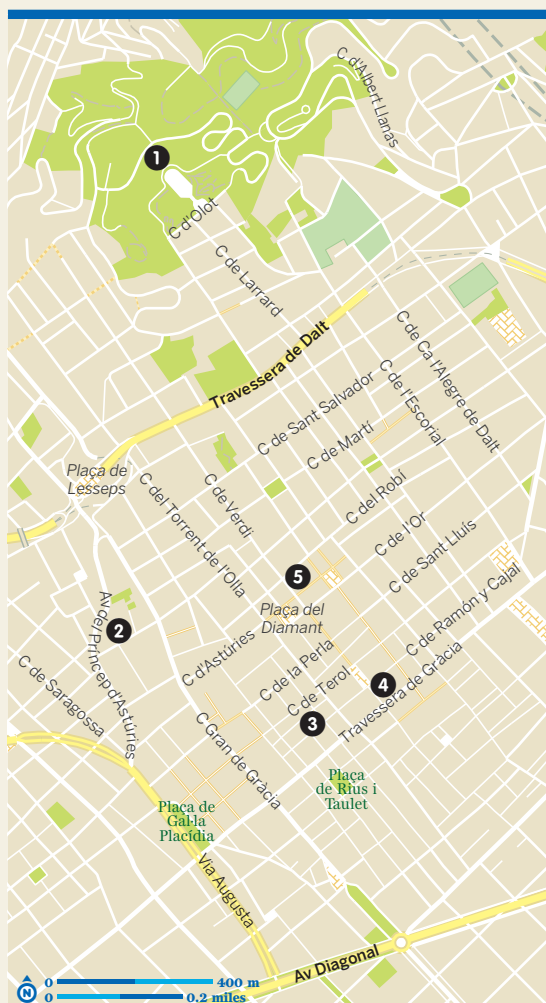 C d'Albert Llanas
1
C d'Olot
C de Larrard
Travessera de Dalt
C de Ca l'Alegre de Dalt
C de l'Escorial
C de Sant Salvador
C de Martí
Plaça de
Lesseps
C del Torrent de l'Olla
C de Verdi
C del Robí
C de l'Or
C de Sant Lluís
5
Plaça del
Diamant
2
Av del Príncep d'Astúries
C d'Astúries
C de Ramón y Cajal
C de la Perla
C de Terol
4
3
Travessera de Gràcia
C de Saragossa
C Gran de Gràcia
Plaça
de Rius i
Taulet
Plaça de
Gal·la
Placídia
Via Augusta
Av Diagonal
N
0 400 m
0 0.2 miles